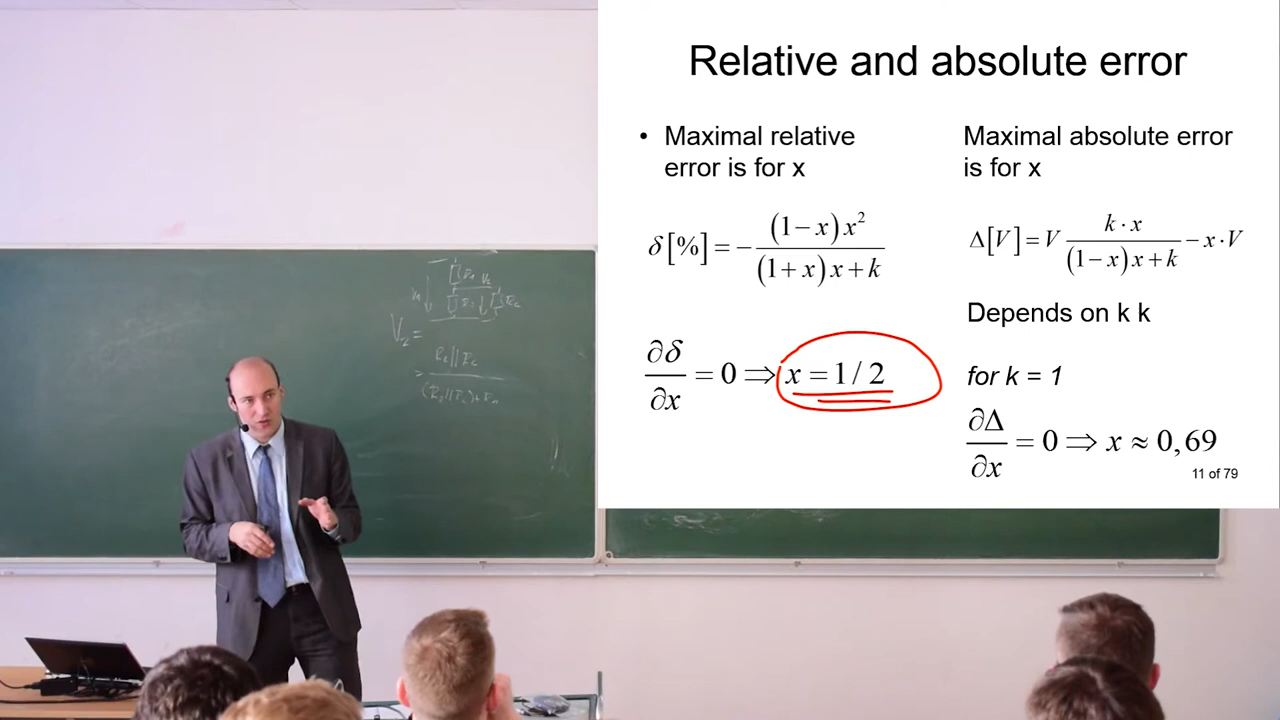 Relative and absolute error
• Maximal relative
error is for x
δ[%] = − (1 − x) x² / (1 + x) x + k
∂δ/∂x = 0 ⇒ x = 1 / 2
Maximal absolute error
is for x
Δ[V] = V k · x / (1 − x) x + k − x · V
Depends on k k
for k = 1
∂Δ/∂x = 0 ⇒ x ≈ 0,69
11 of 79
V₂ =